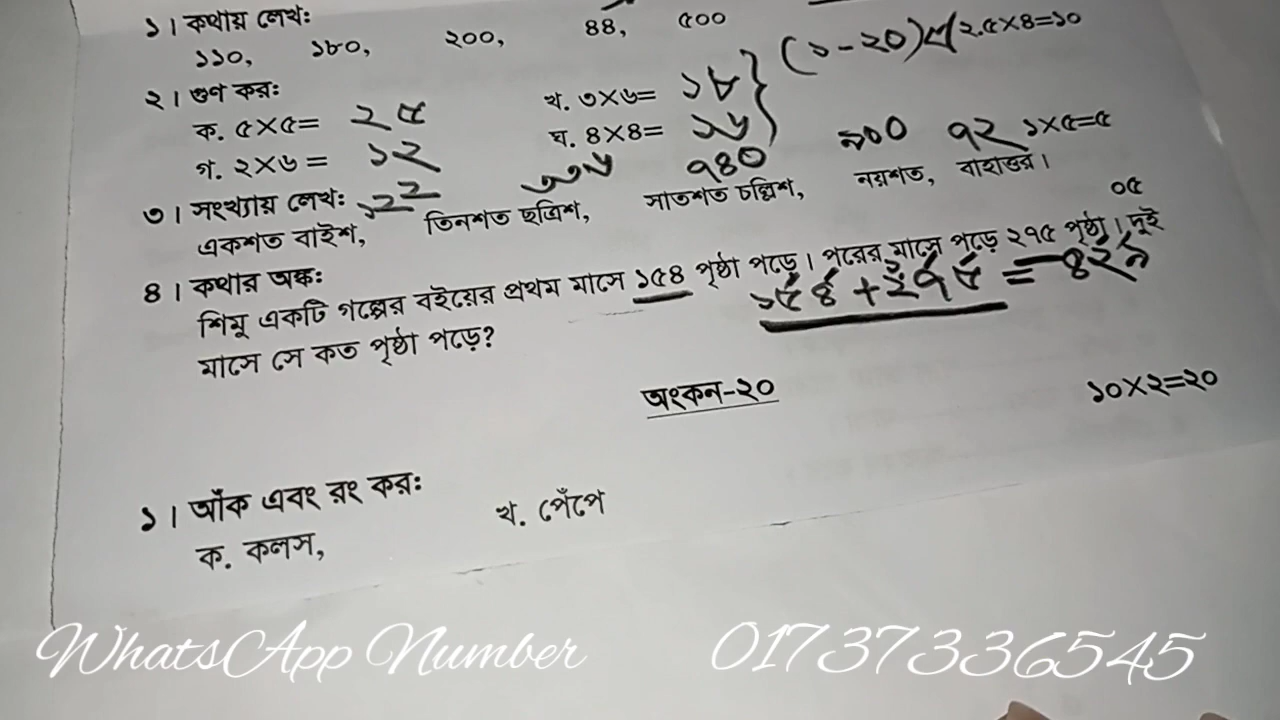 ১। কথায় লেখ:
১১০, ১৮০, ২০০, ৪৪, ৫০০
(১-২০) ২.৫×৪=১০
২। গুণ কর:
ক. ৫×৫= ২৫ খ. ৩×৬= ১৮
গ. ২×৬ = ১২ ঘ. ৪×৪= ১৬
৩। সংখ্যায় লেখ: ১২২ ৩৩৬ ৭৪০ ৯০০ ৭২ ১×৫=৫
একশত বাইশ, তিনশত ছত্রিশ, সাতশত চল্লিশ, নয়শত, বাহাত্তর।
৪। কথার অঙ্ক: ০৫
শিমু একটি গল্পের বইয়ের প্রথম মাসে ১৫৪ পৃষ্ঠা পড়ে। পরের মাসে পড়ে ২৭৫ পৃষ্ঠা। দুই
মাসে সে কত পৃষ্ঠা পড়ে? ১৫৪+২৭৫ = ৪২৯
অংকন-২০
১০×২=২০
১। আঁক এবং রং কর:
ক. কলস, খ. পেঁপে
WhatsApp Number 01737336545